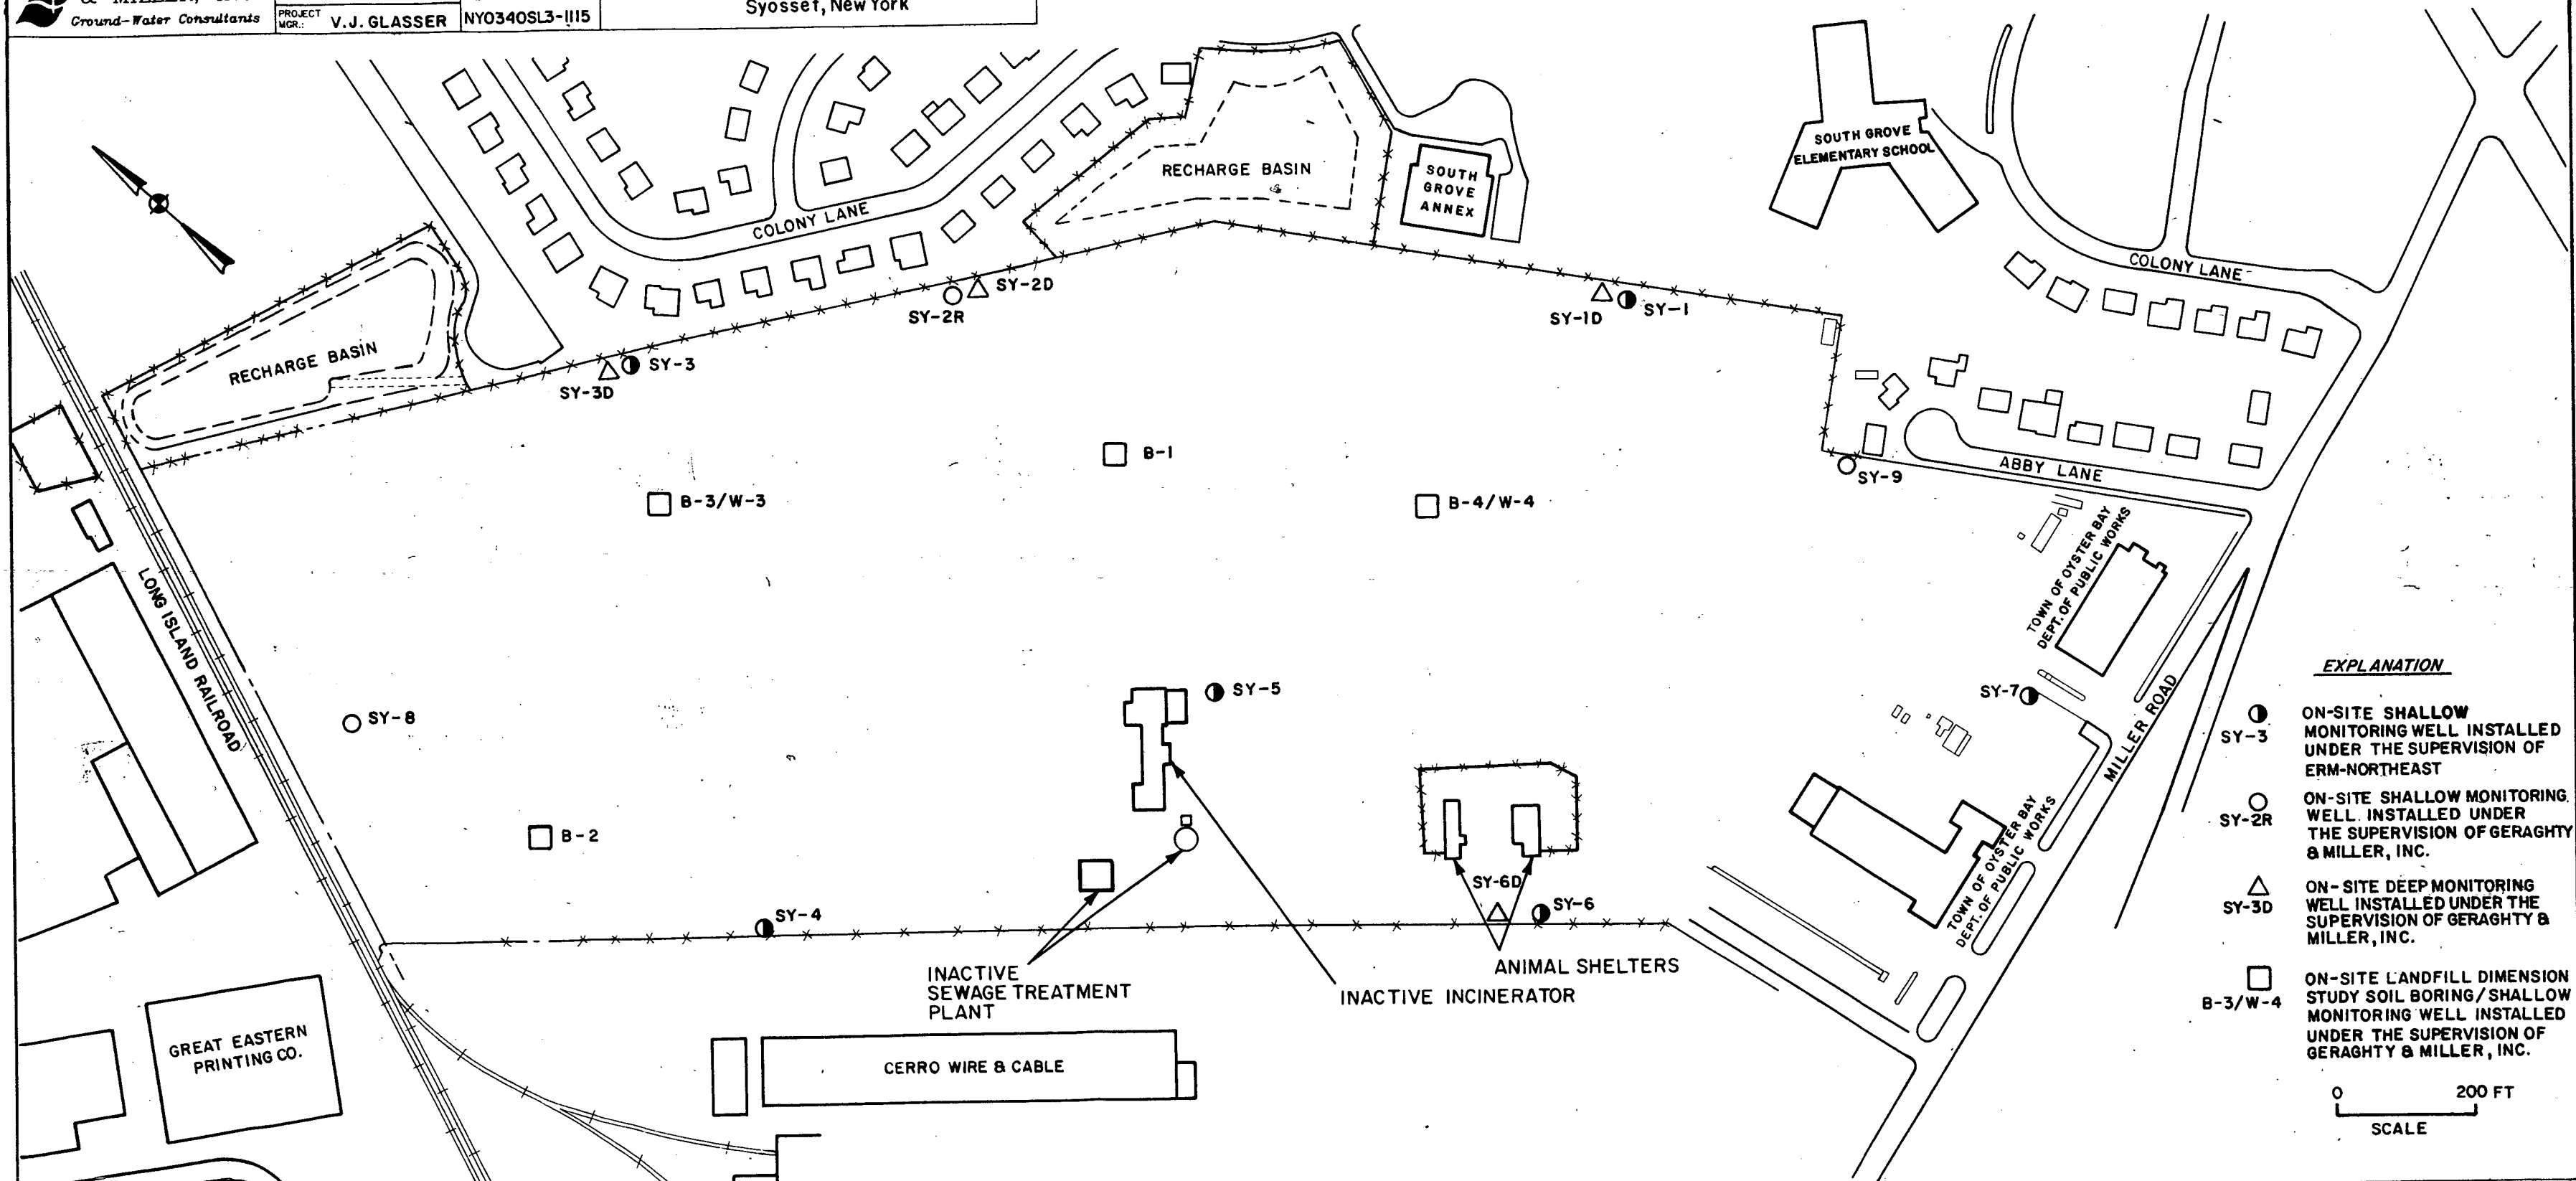 Ground-Water Consultants
PROJECT
MGR.:
V.J. GLASSER
NY0340SL3-1115
Syosset, New York
SOUTH GROVE
ELEMENTARY SCHOOL
RECHARGE BASIN
SOUTH
GROVE
ANNEX
COLONY LANE
COLONY LANE
SY-2D
SY-2R
SY-1D
SY-1
RECHARGE BASIN
SY-3
SY-3D
B-1
B-3/W-3
B-4/W-4
SY-9
ABBY LANE
TOWN OF OYSTER BAY
DEPT. OF PUBLIC WORKS
LONG ISLAND RAILROAD
SY-8
SY-5
SY-7
MILLER ROAD
B-2
SY-4
SY-6D
SY-6
TOWN OF OYSTER BAY
DEPT. OF PUBLIC WORKS
INACTIVE
SEWAGE TREATMENT
PLANT
INACTIVE INCINERATOR
ANIMAL SHELTERS
GREAT EASTERN
PRINTING CO.
CERRO WIRE & CABLE
EXPLANATION
SY-3
ON-SITE SHALLOW
MONITORING WELL INSTALLED
UNDER THE SUPERVISION OF
ERM-NORTHEAST
SY-2R
ON-SITE SHALLOW MONITORING
WELL INSTALLED UNDER
THE SUPERVISION OF GERAGHTY
& MILLER, INC.
SY-3D
ON-SITE DEEP MONITORING
WELL INSTALLED UNDER THE
SUPERVISION OF GERAGHTY &
MILLER, INC.
B-3/W-4
ON-SITE LANDFILL DIMENSION
STUDY SOIL BORING/SHALLOW
MONITORING WELL INSTALLED
UNDER THE SUPERVISION OF
GERAGHTY & MILLER, INC.
0 200 FT
SCALE